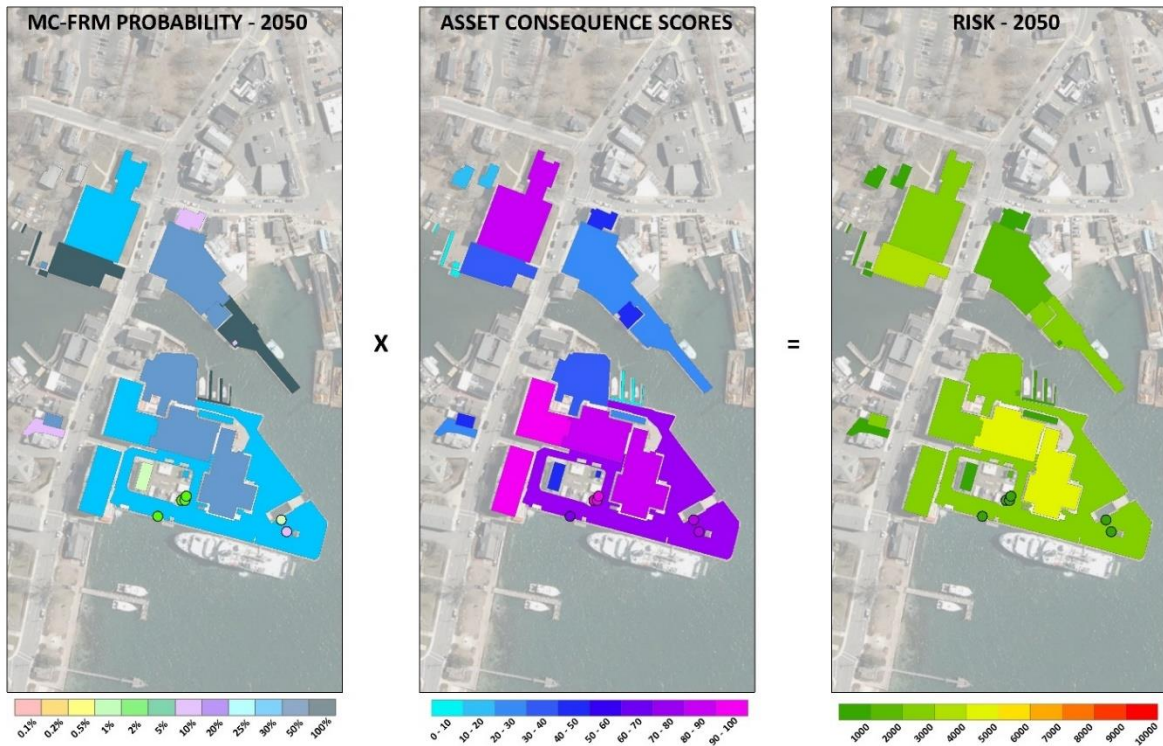 MC-FRM PROBABILITY - 2050
ASSET CONSEQUENCE SCORES
RISK - 2050
X
=
0.1%
0.2%
0.5%
1%
2%
5%
10%
20%
25%
30%
50%
100%
0 - 10
10 - 20
20 - 30
30 - 40
40 - 50
50 - 60
60 - 70
70 - 80
80 - 90
90 - 100
1000
2000
3000
4000
5000
6000
7000
8000
9000
10000